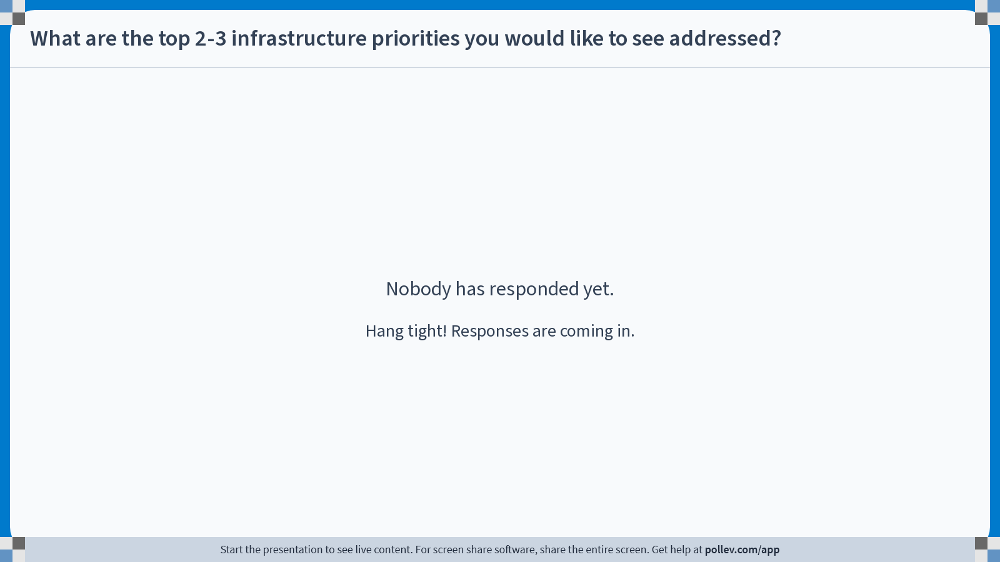 What are the top 2-3 infrastructure priorities you would like to see addressed?
Nobody has responded yet.
Hang tight! Responses are coming in.
Start the presentation to see live content. For screen share software, share the entire screen. Get help at pollev.com/app